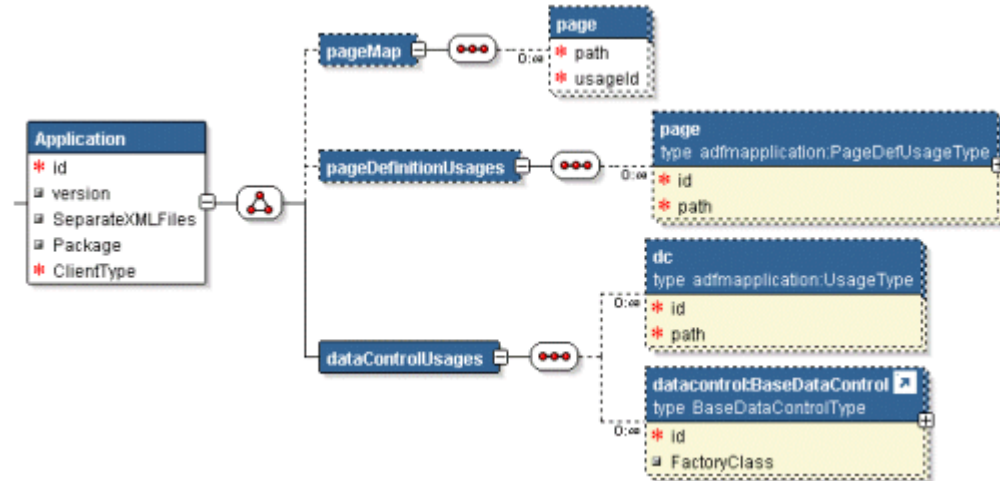 Application
* id
version
SeparateXMLFiles
Package
* ClientType
pageMap
0:∞
page
* path
* usageId
pageDefinitionUsages
0:∞
page
type adfmapplication:PageDefUsageType
* id
* path
dataControlUsages
0:∞
dc
type adfmapplication:UsageType
* id
* path
0:∞
datacontrol:BaseDataControl
type BaseDataControlType
* id
FactoryClass